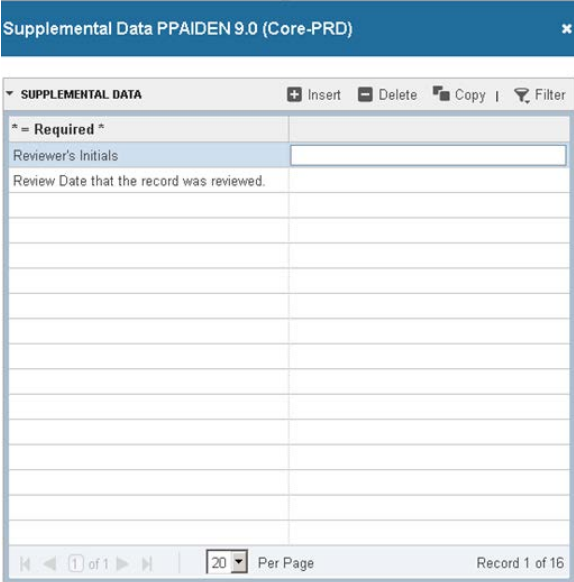 Supplemental Data PPAIDEN 9.0 (Core-PRD)
SUPPLEMENTAL DATA Insert Delete Copy | Filter
* = Required *
Reviewer's Initials
Review Date that the record was reviewed.
1 of 1 20 Per Page Record 1 of 16